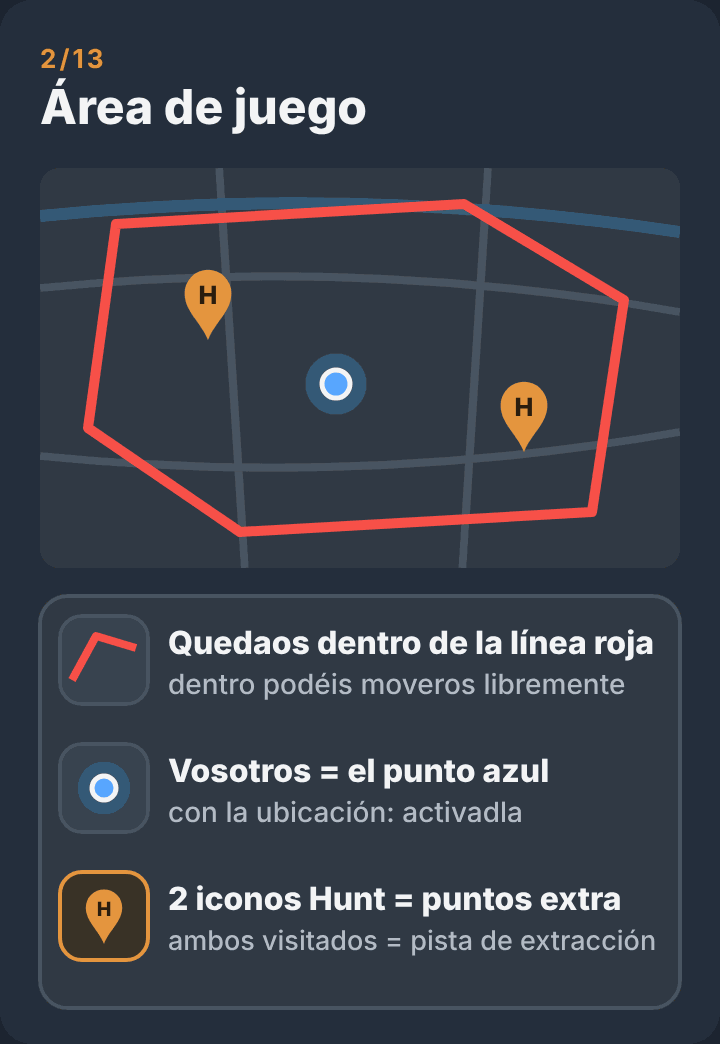 2/13
Área de juego
H
H
Quedaos dentro de la línea roja
dentro podéis moveros libremente
Vosotros = el punto azul
con la ubicación: activadla
H
2 iconos Hunt = puntos extra
ambos visitados = pista de extracción